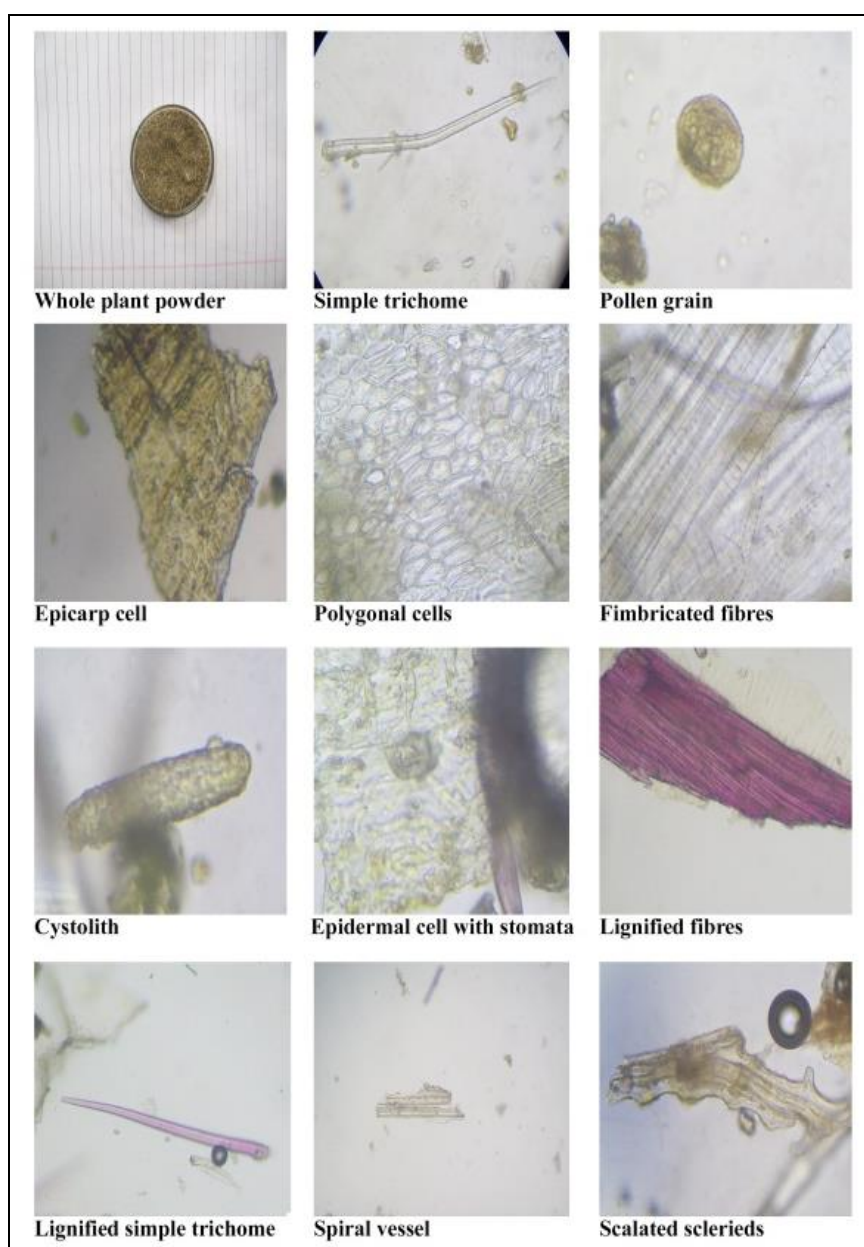 Whole plant powder
Simple trichome
Pollen grain
Epicarp cell
Polygonal cells
Fimbricated fibres
Cystolith
Epidermal cell with stomata
Lignified fibres
Lignified simple trichome
Spiral vessel
Scalated sclerieds